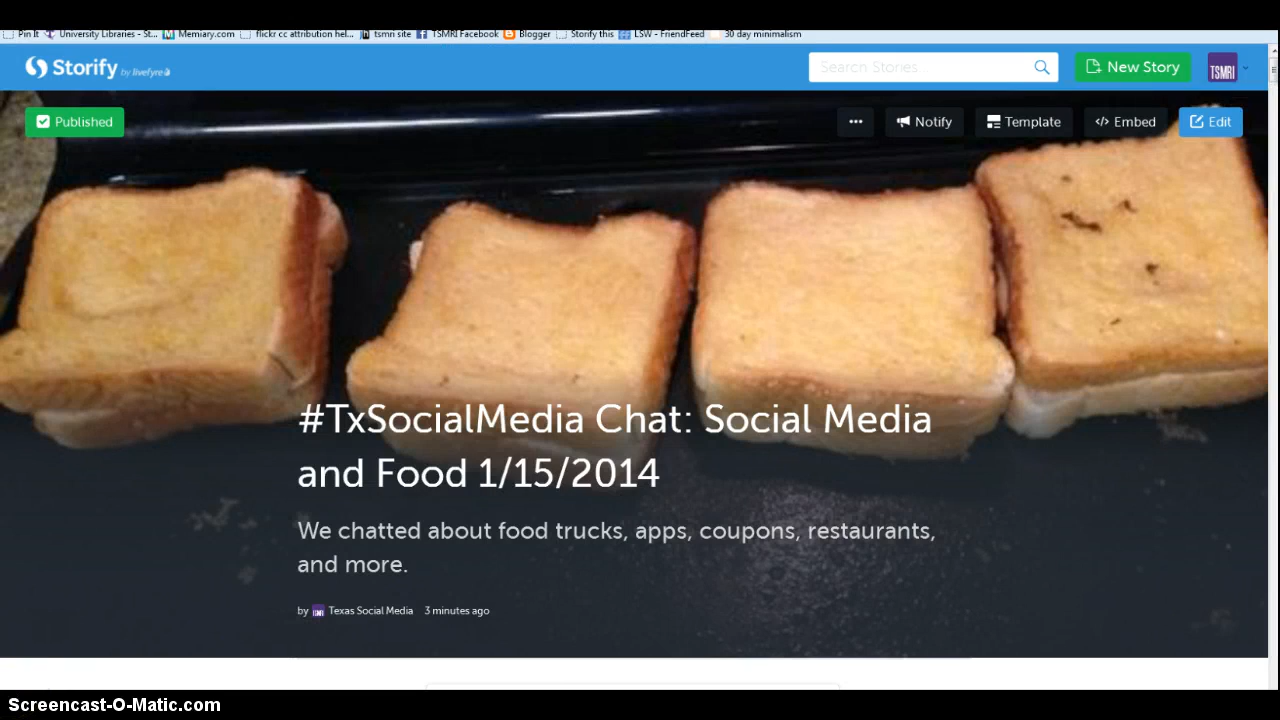 Pin It University Libraries - St... Memiary.com flickr cc attribution hel... tsmri site TSMRI Facebook Blogger Storify this LSW - FriendFeed 30 day minimalism
Storify by livefyre Search Stories... New Story TSMRI
Published ••• Notify Template </> Embed Edit
#TxSocialMedia Chat: Social Media
and Food 1/15/2014
We chatted about food trucks, apps, coupons, restaurants,
and more.
by TSMRI Texas Social Media 3 minutes ago
Screencast-O-Matic.com